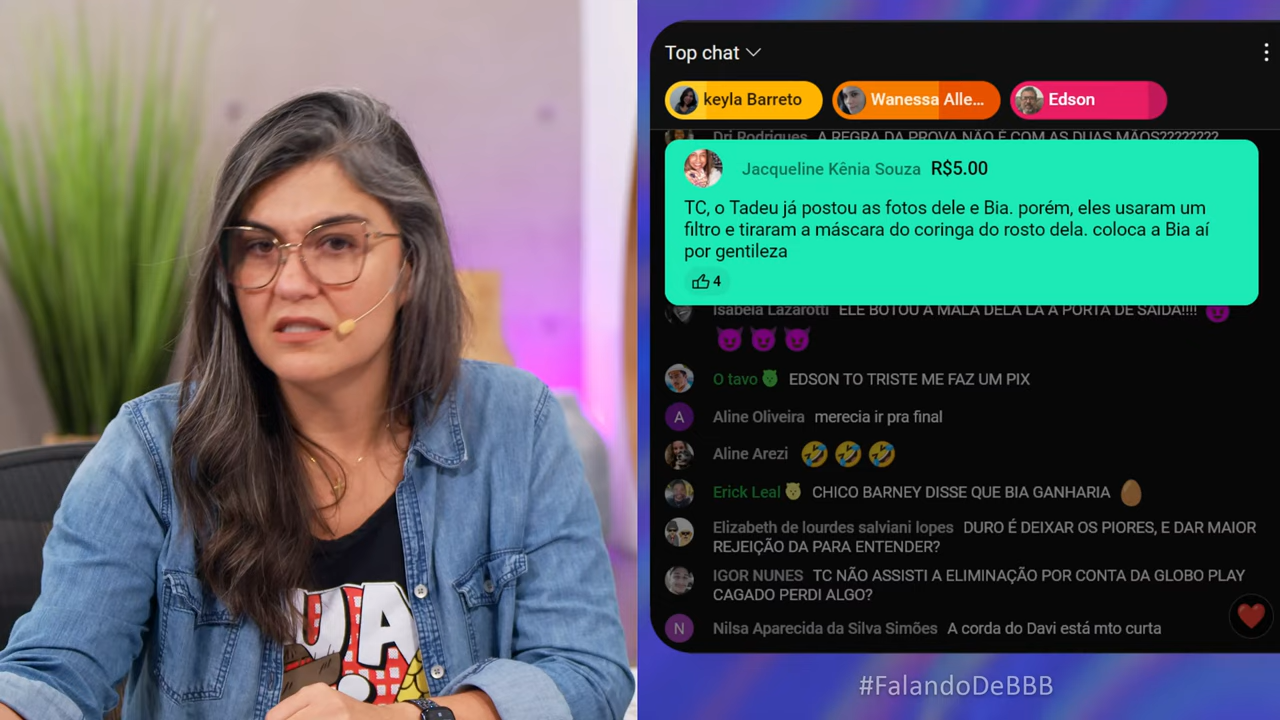 Top chat
keyla Barreto
Wanessa Alle...
Edson
Dri Rodrigues A REGRA DA PROVA NÃO É COM AS DUAS MÃOS????????
Jacqueline Kênia Souza R$5.00
TC, o Tadeu já postou as fotos dele e Bia. porém, eles usaram um
filtro e tiraram a máscara do coringa do rosto dela. coloca a Bia aí
por gentileza
4
Isabela Lazarotti ELE BOTOU A MALA DELA LÁ A PORTA DE SAÍDA!!!!
O tavo EDSON TO TRISTE ME FAZ UM PIX
A Aline Oliveira merecia ir pra final
Aline Arezi
Erick Leal CHICO BARNEY DISSE QUE BIA GANHARIA
Elizabeth de lourdes salviani lopes DURO É DEIXAR OS PIORES, E DAR MAIOR
REJEIÇÃO DA PARA ENTENDER?
IGOR NUNES TC NÃO ASSISTI A ELIMINAÇÃO POR CONTA DA GLOBO PLAY
CAGADO PERDI ALGO?
N Nilsa Aparecida da Silva Simões A corda do Davi está mto curta
#FalandoDeBBB
UA